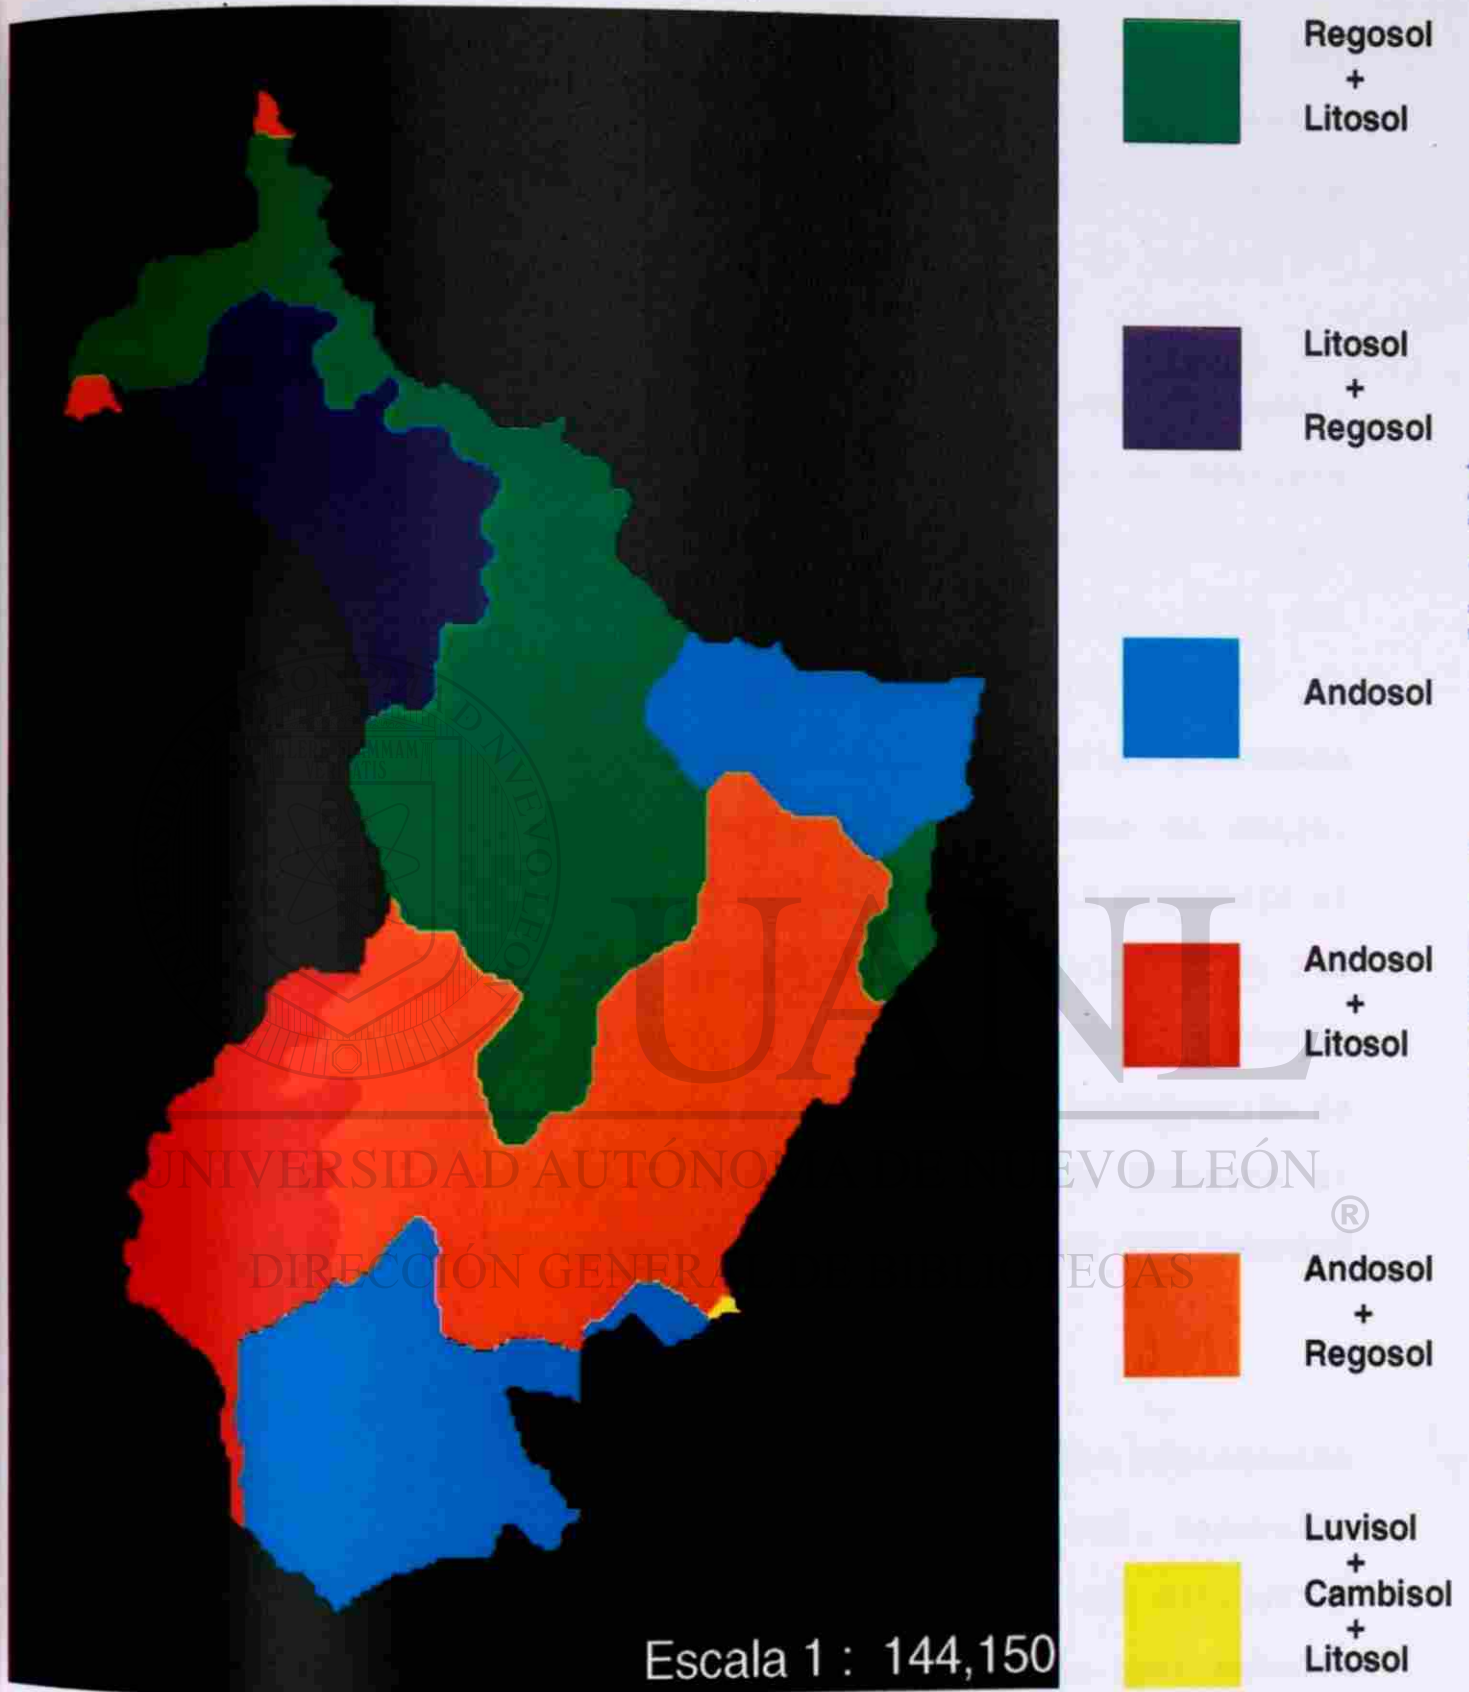 Regosol
+
Litosol
Litosol
+
Regosol
Andosol
Andosol
+
Litosol
Andosol
+
Regosol
Luvisol
+
Cambisol
+
Litosol
Escala 1 : 144,150
UANL
UNIVERSIDAD AUTÓNOMA DE NUEVO LEÓN
®
DIRECCIÓN GENERAL DE BIBLIOTECAS